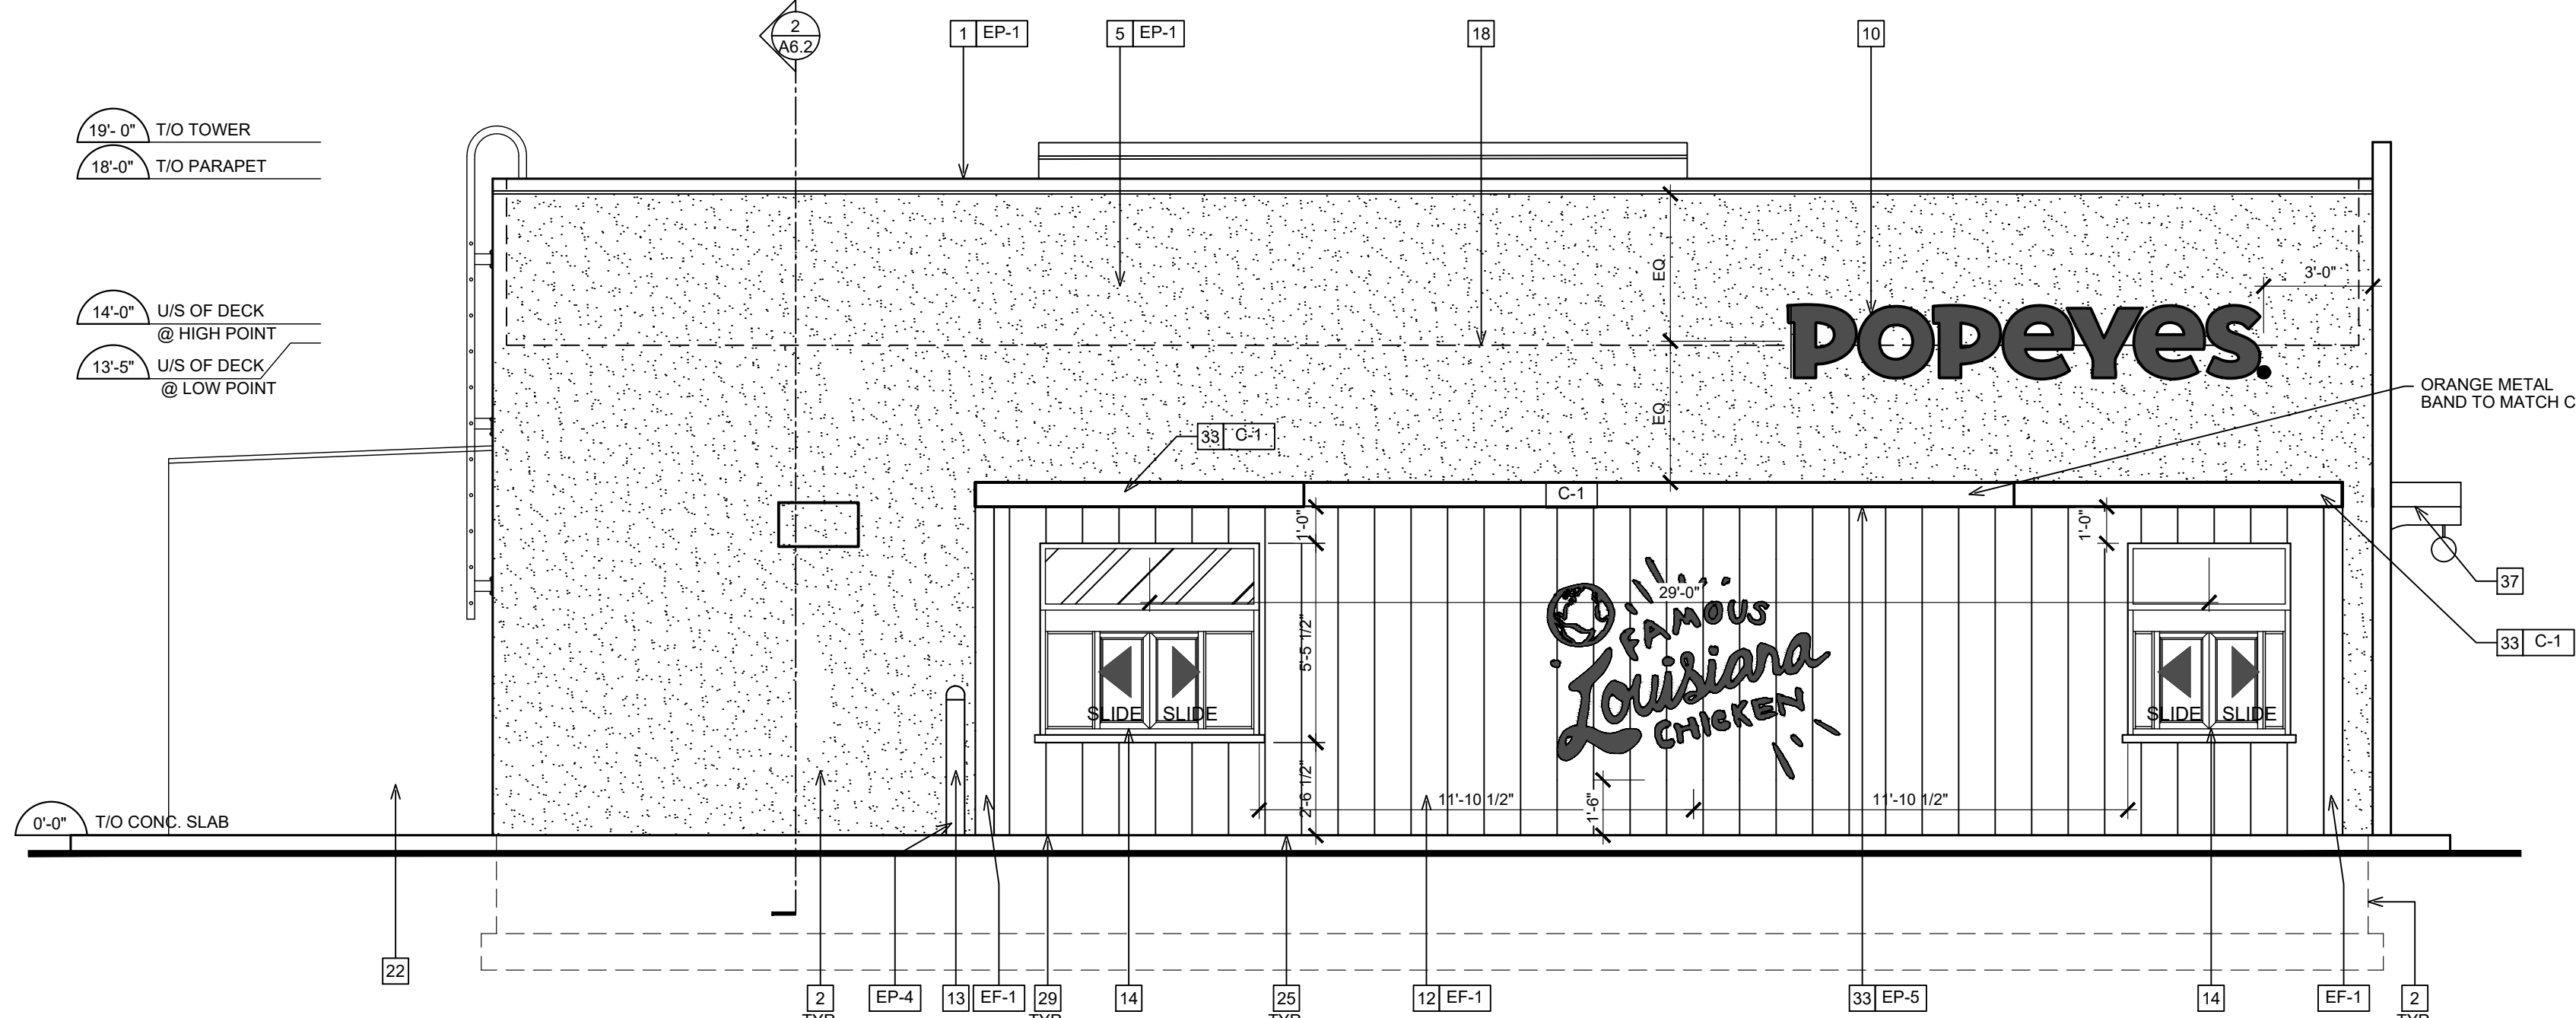 2
A6.2
1 EP-1
5 EP-1
18
10
19'- 0" T/O TOWER
18'-0" T/O PARAPET
14'-0" U/S OF DECK
@ HIGH POINT
13'-5" U/S OF DECK
@ LOW POINT
EQ
3'-0"
POPEYES
ORANGE METAL
BAND TO MATCH C
EQ
33 C-1
C-1
1'-0"
1'-0"
37
29'-0"
FAMOUS
Louisiana
CHICKEN
5'-5 1/2"
33 C-1
SLIDE SLIDE
SLIDE SLIDE
2'-6 1/2"
11'-10 1/2"
1'-6"
11'-10 1/2"
0'-0" T/O CONC. SLAB
22
2
EP-4
13
EF-1
29
14
25
12 EF-1
33 EP-5
14
EF-1
2